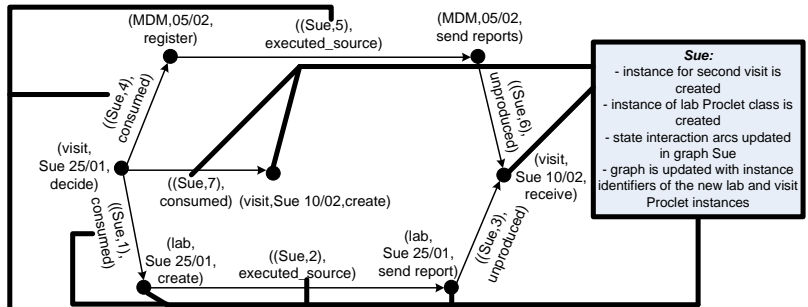 (MDM,05/02,
register)
((Sue,5),
executed_source)
(MDM,05/02,
send reports)
((Sue,4),
consumed)
((Sue,6),
unproduced)
(visit,
Sue 25/01,
decide)
((Sue,7),
consumed)
(visit,Sue 10/02,create)
(visit,
Sue 10/02,
receive)
((Sue,1),
consumed)
(lab,
Sue 25/01,
create)
((Sue,2),
executed_source)
(lab,
Sue 25/01,
send report)
((Sue,3),
unproduced)
Sue:
- instance for second visit is
created
- instance of lab Proclet class is
created
- state interaction arcs updated
in graph Sue
- graph is updated with instance
identifiers of the new lab and visit
Proclet instances